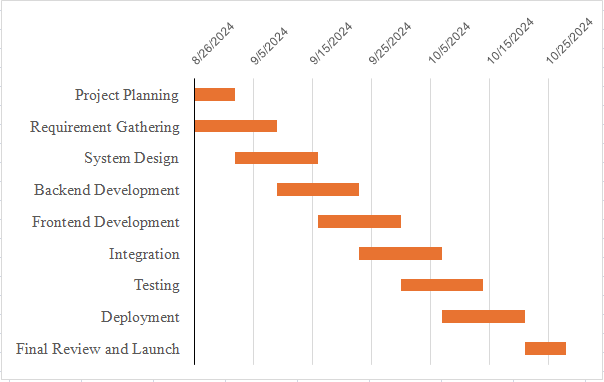 8/26/2024
9/5/2024
9/15/2024
9/25/2024
10/5/2024
10/15/2024
10/25/2024
Project Planning
Requirement Gathering
System Design
Backend Development
Frontend Development
Integration
Testing
Deployment
Final Review and Launch